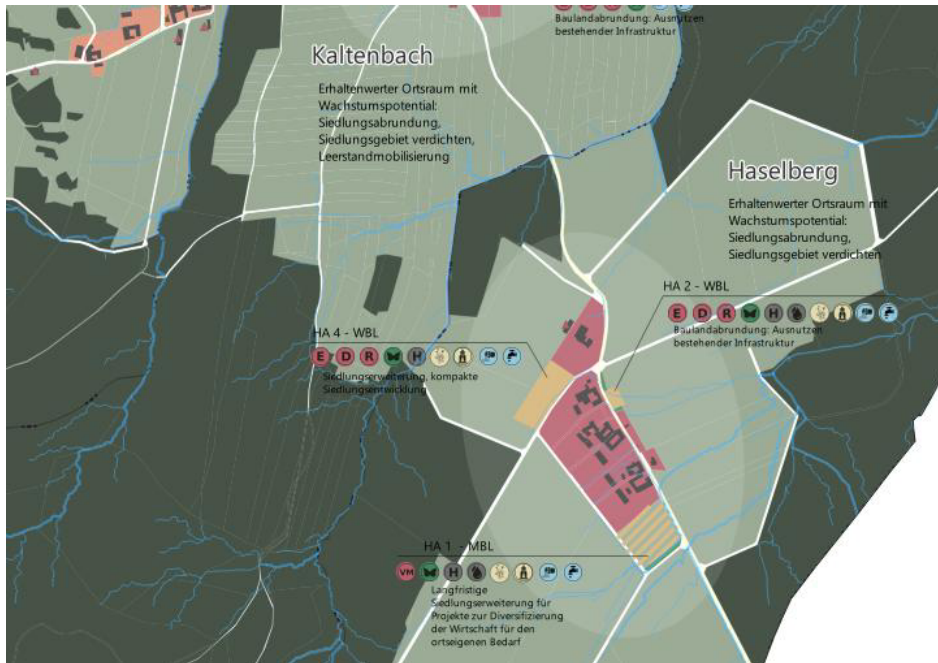 Baulandabrundung: Ausnutzen
bestehender Infrastruktur
Kaltenbach
Erhaltenwerter Ortsraum mit
Wachstumspotential:
Siedlungsabrundung,
Siedlungsgebiet verdichten,
Leerstandmobilisierung
Haselberg
Erhaltenwerter Ortsraum mit
Wachstumspotential:
Siedlungsabrundung,
Siedlungsgebiet verdichten
HA 2 - WBL
E D R H
Baulandabrundung: Ausnutzen
bestehender Infrastruktur
HA 4 - WBL
E D R H
Siedlungserweiterung, kompakte
Siedlungsentwicklung
HA 1 - MBL
VM H
Langfristige
Siedlungserweiterung für
Projekte zur Diversifizierung
der Wirtschaft für den
ortseigenen Bedarf